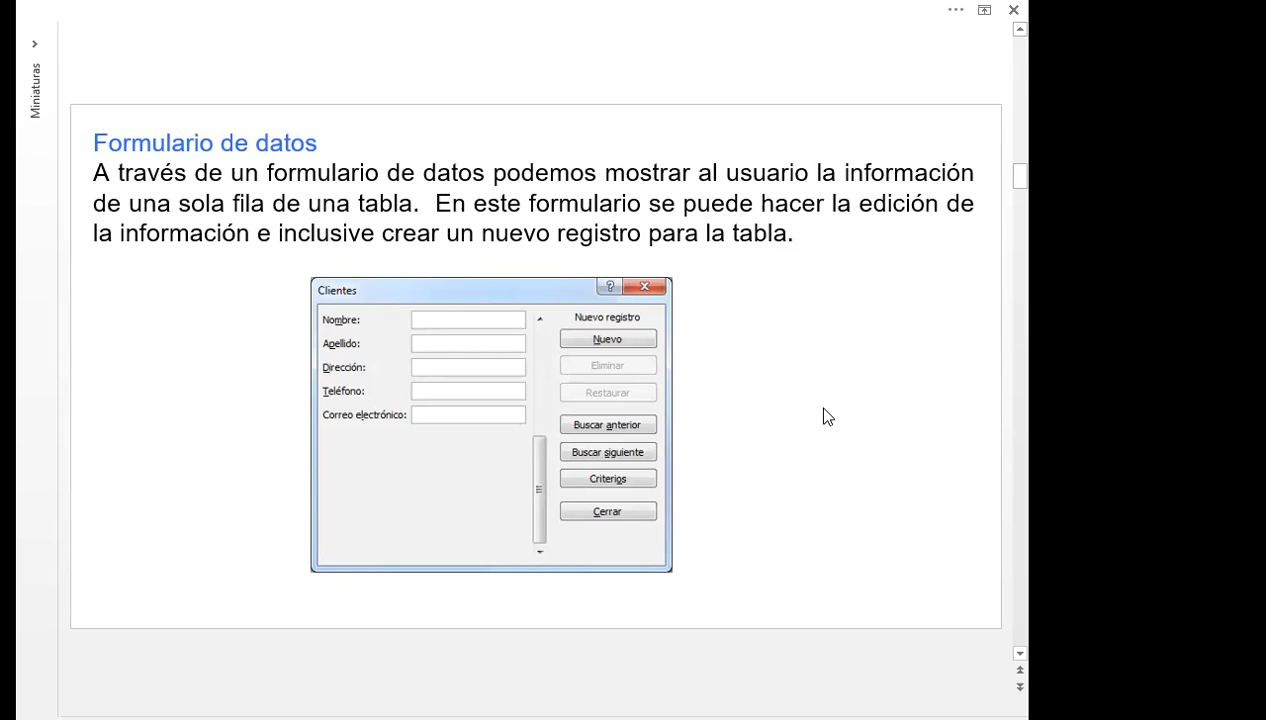 Miniaturas
Formulario de datos
A través de un formulario de datos podemos mostrar al usuario la información
de una sola fila de una tabla.  En este formulario se puede hacer la edición de
la información e inclusive crear un nuevo registro para la tabla.
Clientes
Nombre:
Apellido:
Dirección:
Teléfono:
Correo electrónico:
Nuevo registro
Nuevo
Eliminar
Restaurar
Buscar anterior
Buscar siguiente
Criterios
Cerrar